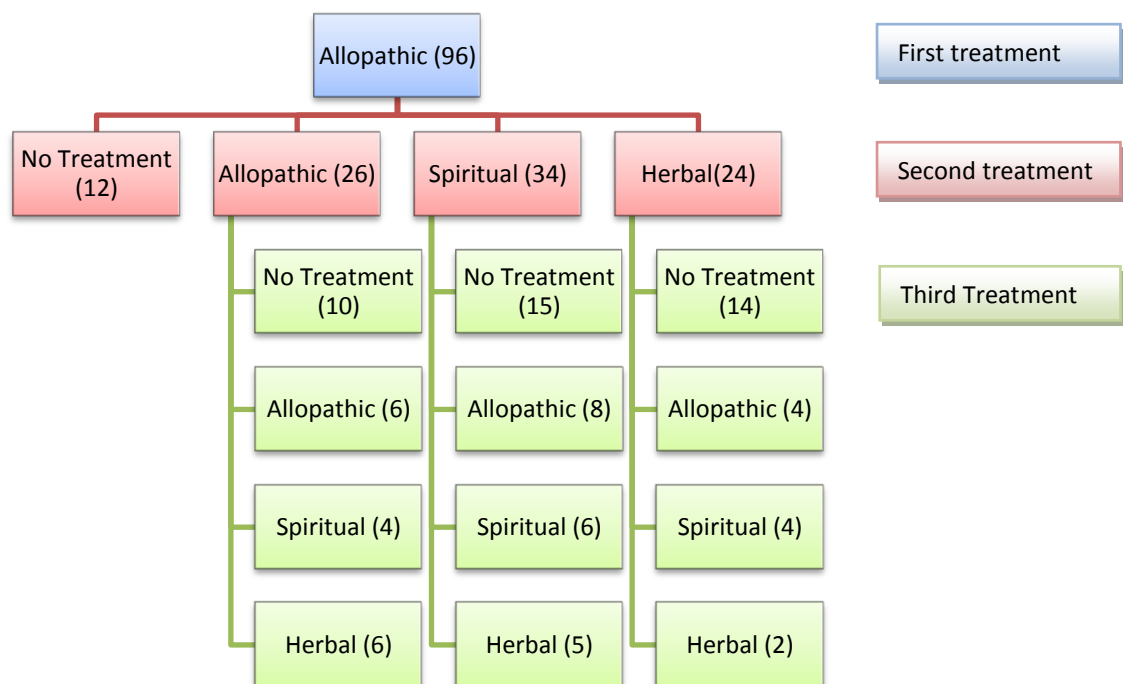 Allopathic (96)
First treatment
No Treatment
(12)
Allopathic (26)
Spiritual (34)
Herbal(24)
Second treatment
No Treatment
(10)
No Treatment
(15)
No Treatment
(14)
Third Treatment
Allopathic (6)
Allopathic (8)
Allopathic (4)
Spiritual (4)
Spiritual (6)
Spiritual (4)
Herbal (6)
Herbal (5)
Herbal (2)